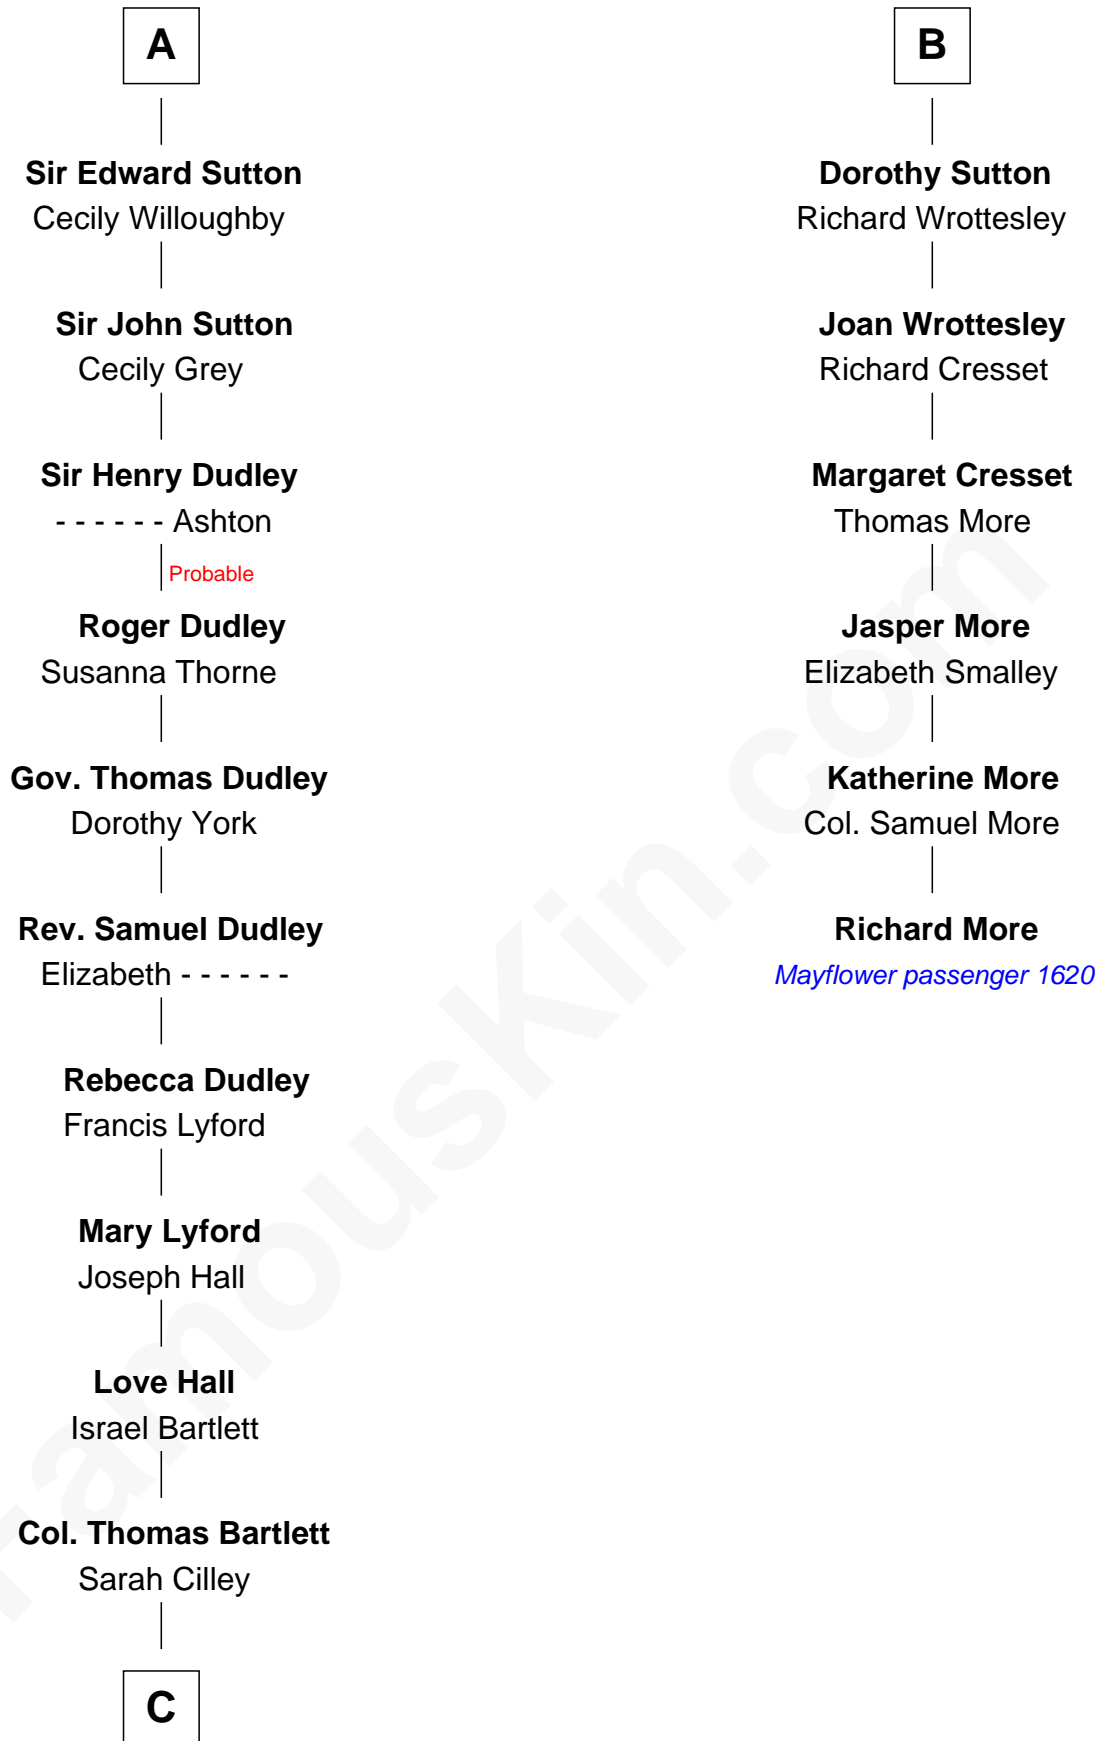 A
Sir Edward Sutton
Cecily Willoughby
Sir John Sutton
Cecily Grey
Sir Henry Dudley
- - - - - - Ashton
Probable
Roger Dudley
Susanna Thorne
Gov. Thomas Dudley
Dorothy York
Rev. Samuel Dudley
Elizabeth - - - - - -
Rebecca Dudley
Francis Lyford
Mary Lyford
Joseph Hall
Love Hall
Israel Bartlett
Col. Thomas Bartlett
Sarah Cilley
C
B
Dorothy Sutton
Richard Wrottesley
Joan Wrottesley
Richard Cresset
Margaret Cresset
Thomas More
Jasper More
Elizabeth Smalley
Katherine More
Col. Samuel More
Richard More
Mayflower passenger 1620
FamousKin.com